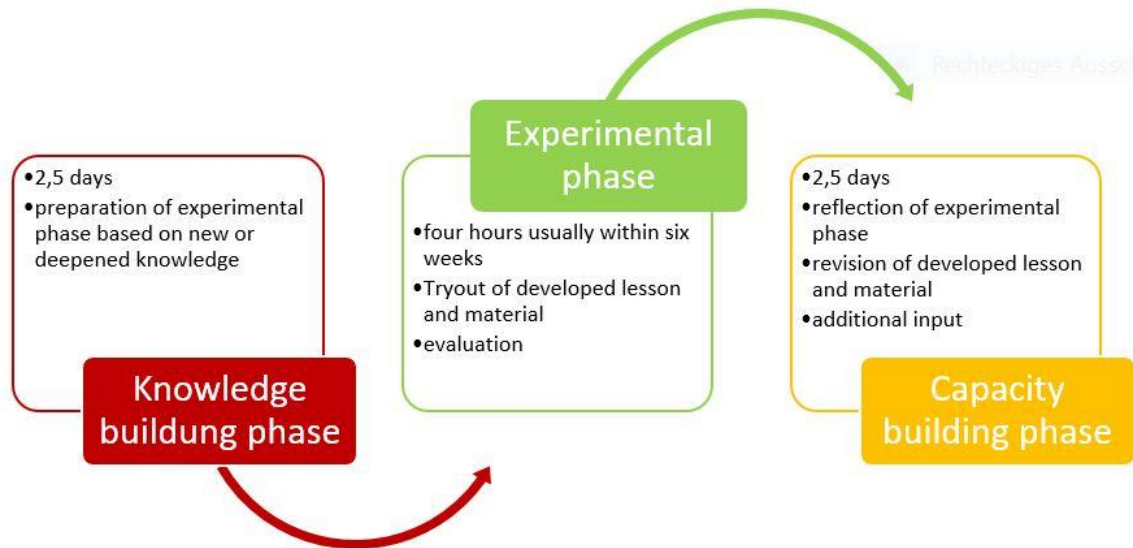 •2,5 days
•preparation of experimental
phase based on new or
deepened knowledge
Knowledge
buildung phase
Experimental
phase
•four hours usually within six
weeks
•Tryout of developed lesson
and material
•evaluation
•2,5 days
•reflection of experimental
phase
•revision of developed lesson
and material
•additional input
Capacity
building phase
Rechteckiges